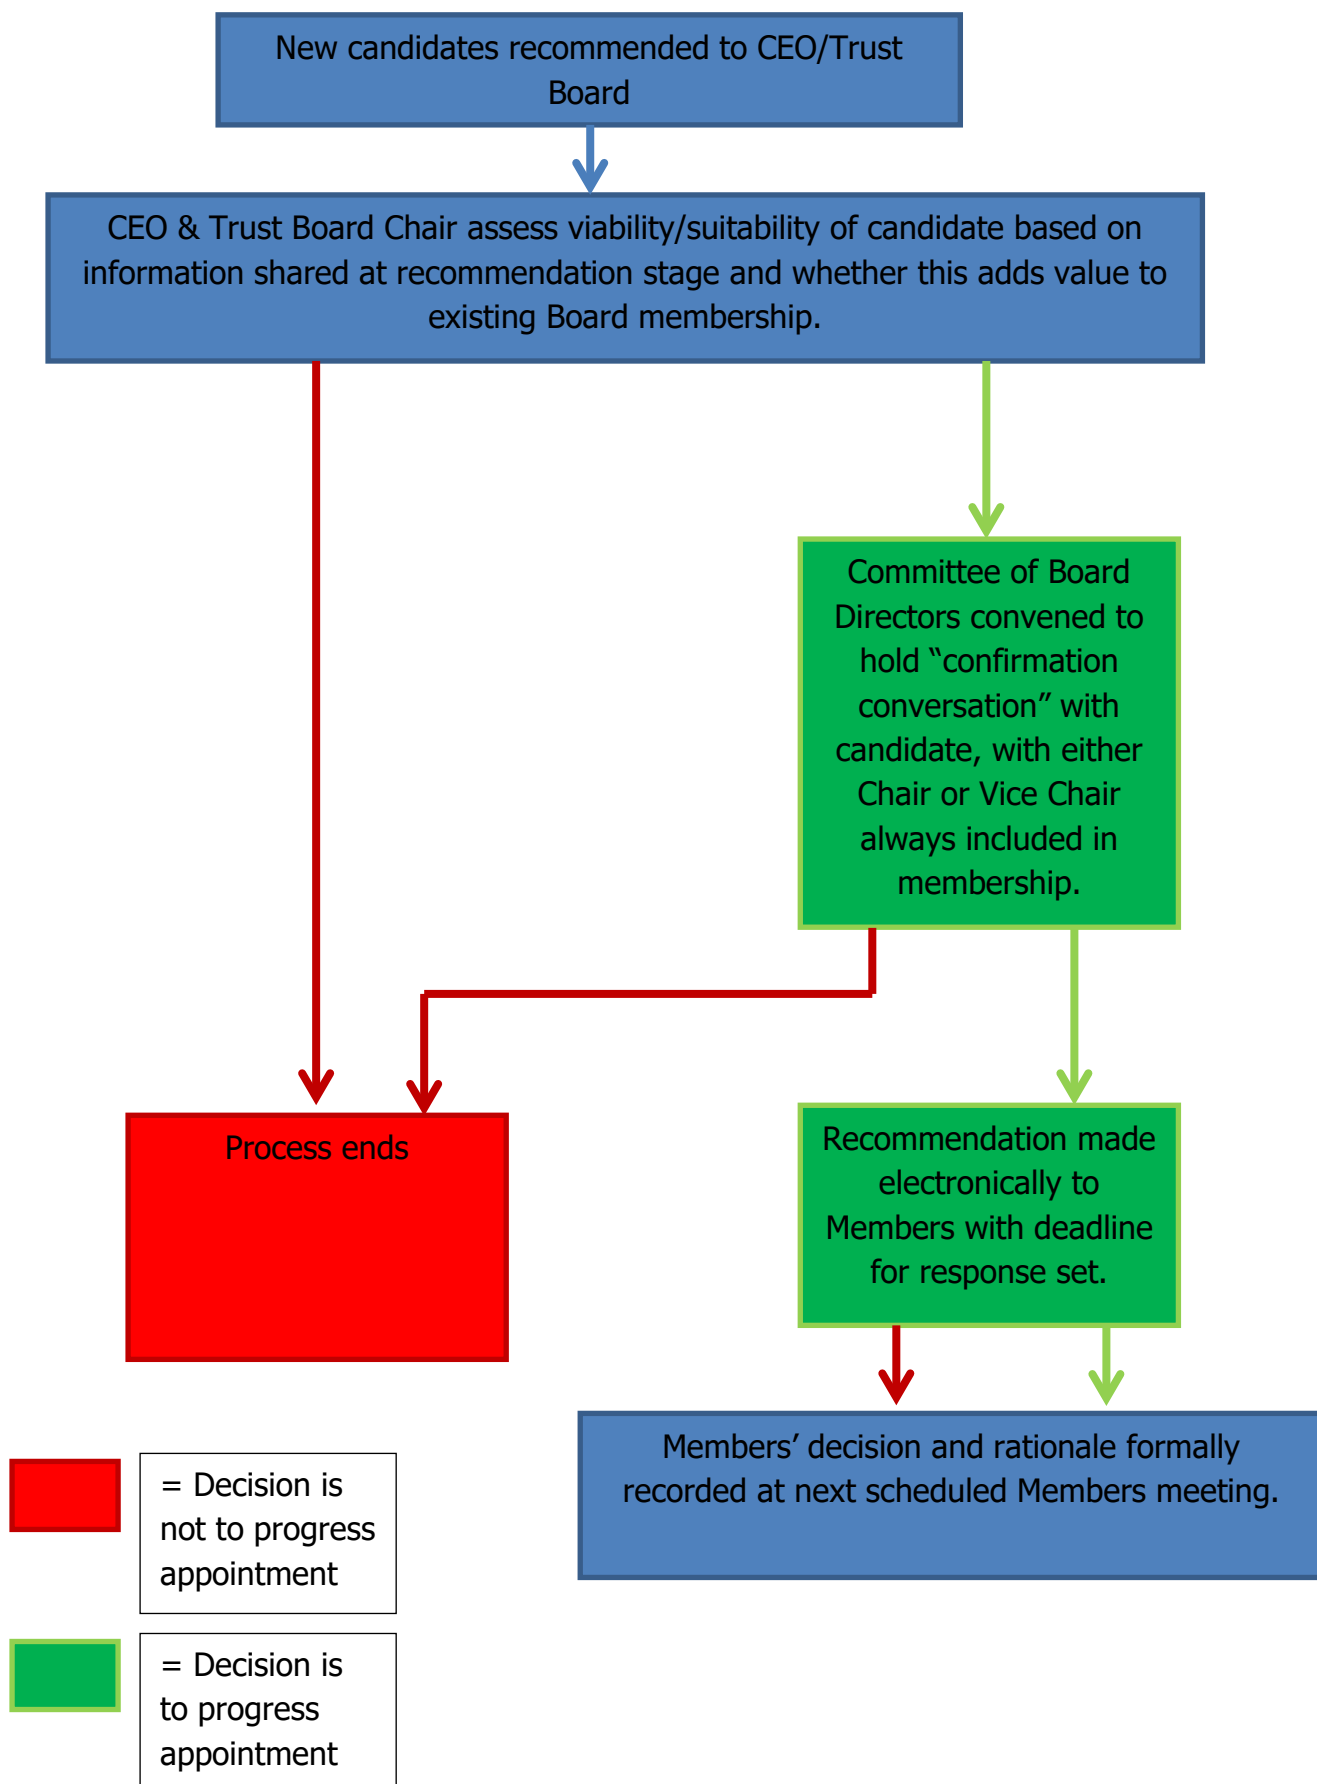 New candidates recommended to CEO/Trust
Board
CEO & Trust Board Chair assess viability/suitability of candidate based on
information shared at recommendation stage and whether this adds value to
existing Board membership.
Committee of Board
Directors convened to
hold “confirmation
conversation” with
candidate, with either
Chair or Vice Chair
always included in
membership.
Process ends
Recommendation made
electronically to
Members with deadline
for response set.
Members’ decision and rationale formally
recorded at next scheduled Members meeting.
= Decision is
not to progress
appointment
= Decision is
to progress
appointment